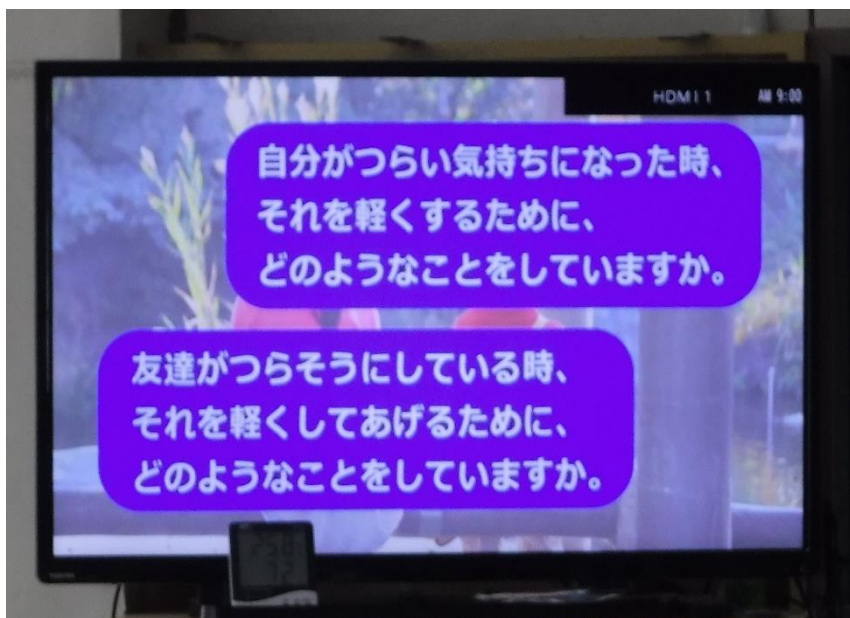 HDMI1 AM 9:00
自分がつらい気持ちになった時、
それを軽くするために、
どのようなことをしていますか。
友達がつらそうにしている時、
それを軽くしてあげるために、
どのようなことをしていますか。